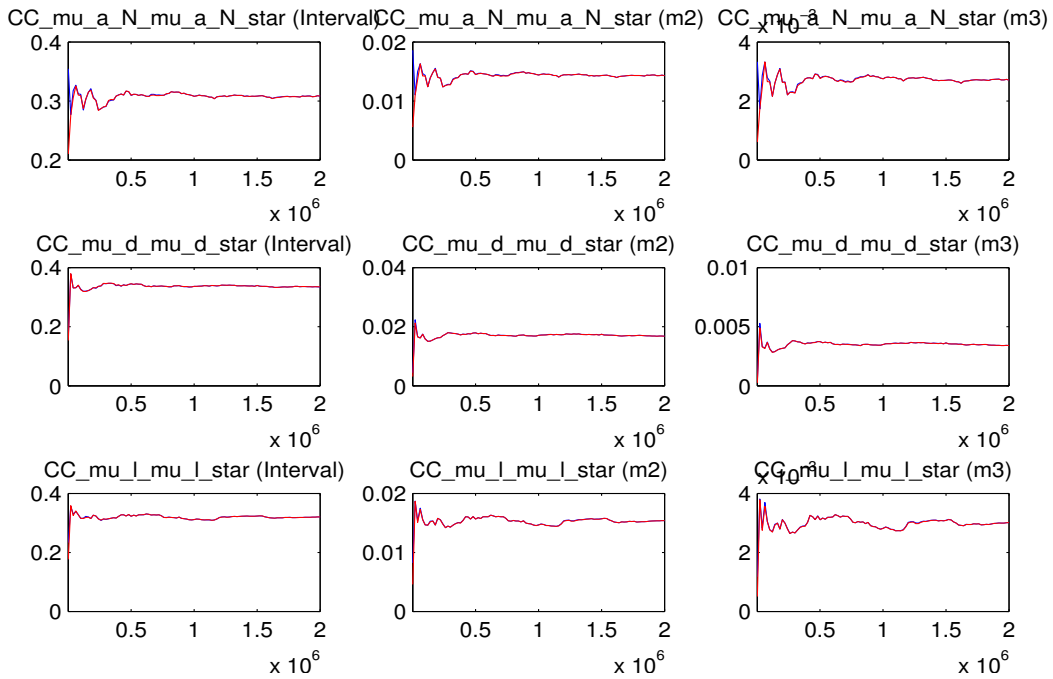 CC_mu_a_N_mu_a_N_star (Interval)
0.4
0.3
0.2
0.5 1 1.5 2
x 10^6
CC_mu_a_N_mu_a_N_star (m2)
0.02
0.01
0
0.5 1 1.5 2
x 10^6
CC_mu_a_N_mu_a_N_star (m3)
x 10^-3
4
2
0
0.5 1 1.5 2
x 10^6
CC_mu_d_mu_d_star (Interval)
0.4
0.2
0
0.5 1 1.5 2
x 10^6
CC_mu_d_mu_d_star (m2)
0.04
0.02
0
0.5 1 1.5 2
x 10^6
CC_mu_d_mu_d_star (m3)
0.01
0.005
0
0.5 1 1.5 2
x 10^6
CC_mu_l_mu_l_star (Interval)
0.4
0.2
0
0.5 1 1.5 2
x 10^6
CC_mu_l_mu_l_star (m2)
0.02
0.01
0
0.5 1 1.5 2
x 10^6
CC_mu_l_mu_l_star (m3)
x 10^-3
4
2
0
0.5 1 1.5 2
x 10^6